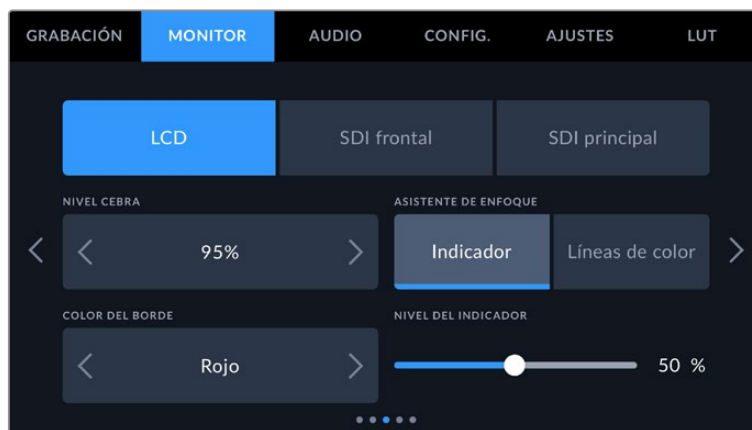 GRABACIÓN MONITOR AUDIO CONFIG. AJUSTES LUT
LCD SDI frontal SDI principal
NIVEL CEBRA ASISTENTE DE ENFOQUE
95% Indicador Líneas de color
COLOR DEL BORDE NIVEL DEL INDICADOR
Rojo 50 %